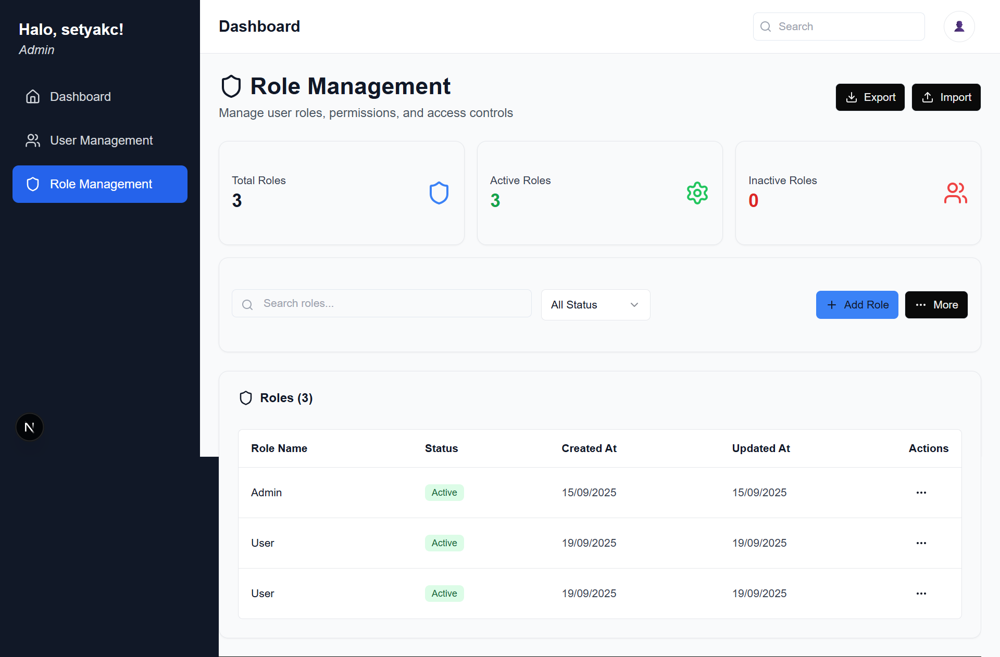 Halo, setyakc!
Admin
Dashboard
User Management
Role Management
N
Dashboard
Search
Role Management
Manage user roles, permissions, and access controls
Export
Import
Total Roles
3
Active Roles
3
Inactive Roles
0
Search roles...
All Status
Add Role
More
Roles (3)
Role Name Status Created At Updated At Actions
Admin Active 15/09/2025 15/09/2025
User Active 19/09/2025 19/09/2025
User Active 19/09/2025 19/09/2025